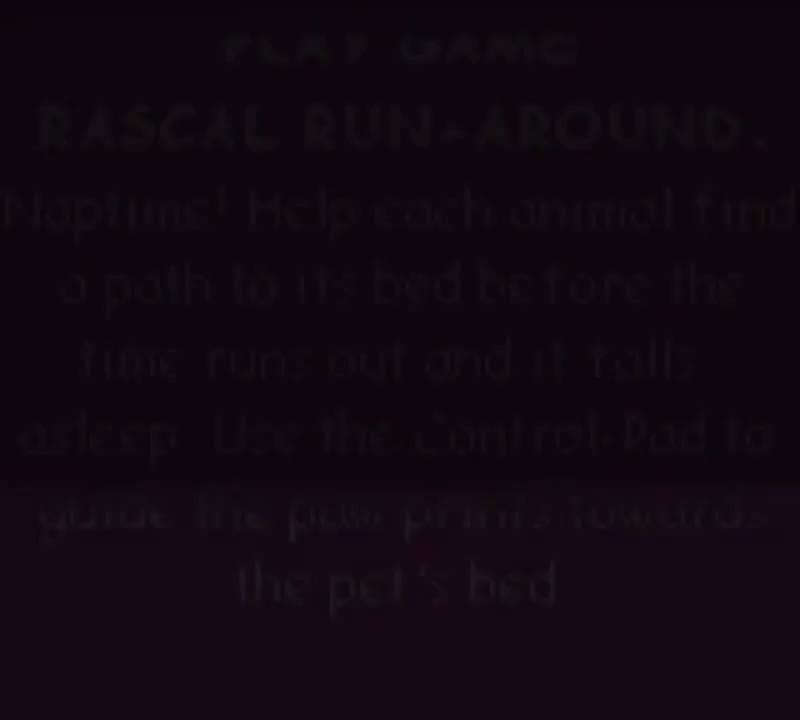 PLAY GAME
RASCAL RUN-AROUND.
Naptime! Help each animal find
a path to its bed before the
time runs out and it falls
asleep. Use the Control Pad to
guide the paw prints towards
the pet's bed